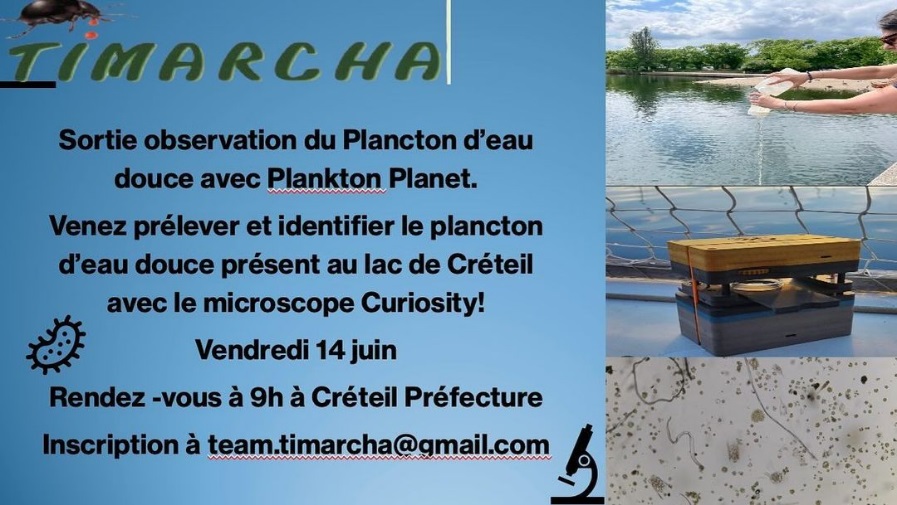 TIMARCHA
Sortie observation du Plancton d'eau
douce avec Plankton Planet.
Venez prélever et identifier le plancton
d'eau douce présent au lac de Créteil
avec le microscope Curiosity!
Vendredi 14 juin
Rendez -vous à 9h à Créteil Préfecture
Inscription à team.timarcha@gmail.com